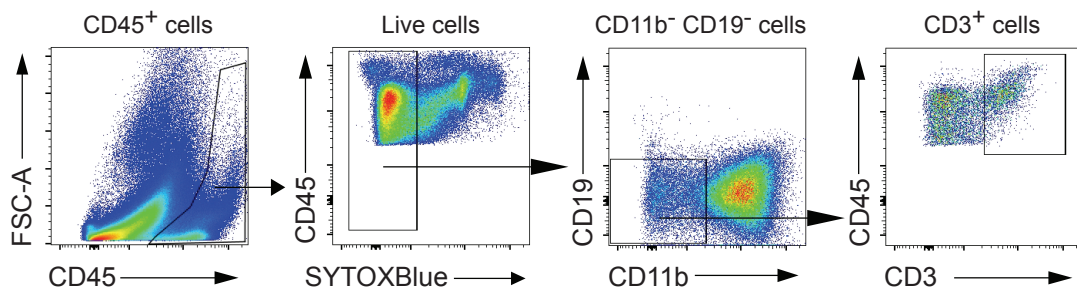 CD45⁺ cells
Live cells
CD11b⁻ CD19⁻ cells
CD3⁺ cells
FSC-A
CD45
CD45
SYTOXBlue
CD19
CD11b
CD45
CD3